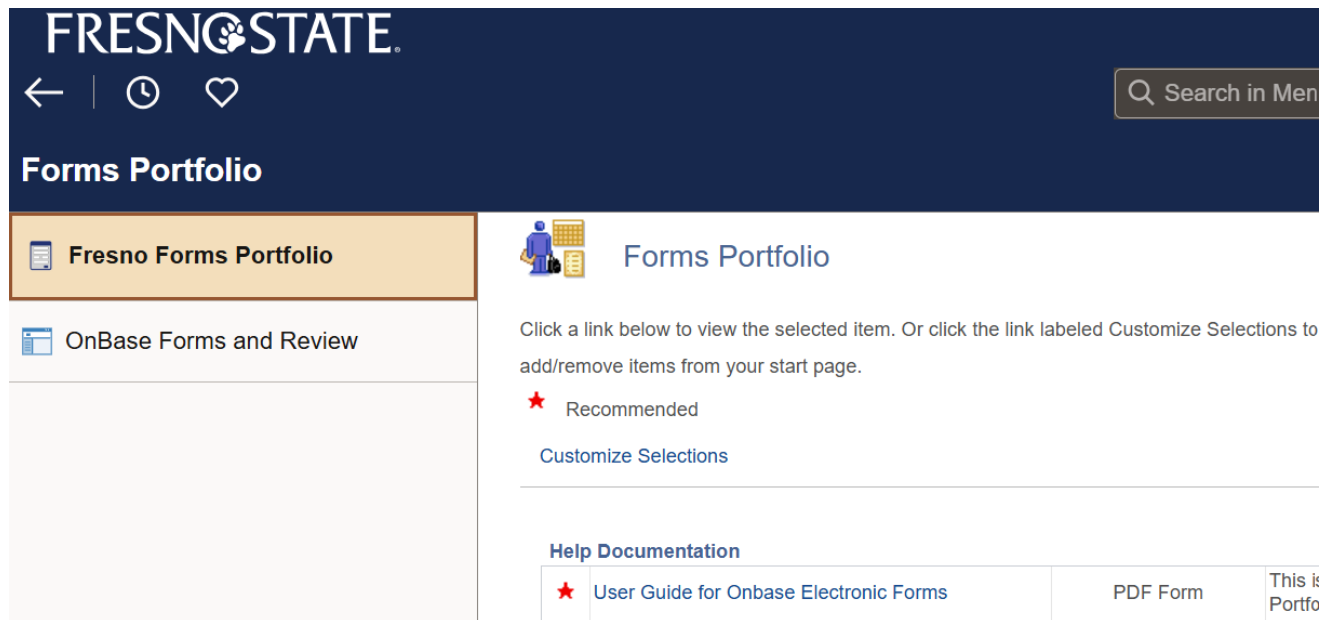 FRESNO STATE.
Search in Men
Forms Portfolio
Fresno Forms Portfolio
OnBase Forms and Review
Forms Portfolio
Click a link below to view the selected item. Or click the link labeled Customize Selections to
add/remove items from your start page.
Recommended
Customize Selections
Help Documentation
User Guide for Onbase Electronic Forms
PDF Form
This is
Portfo